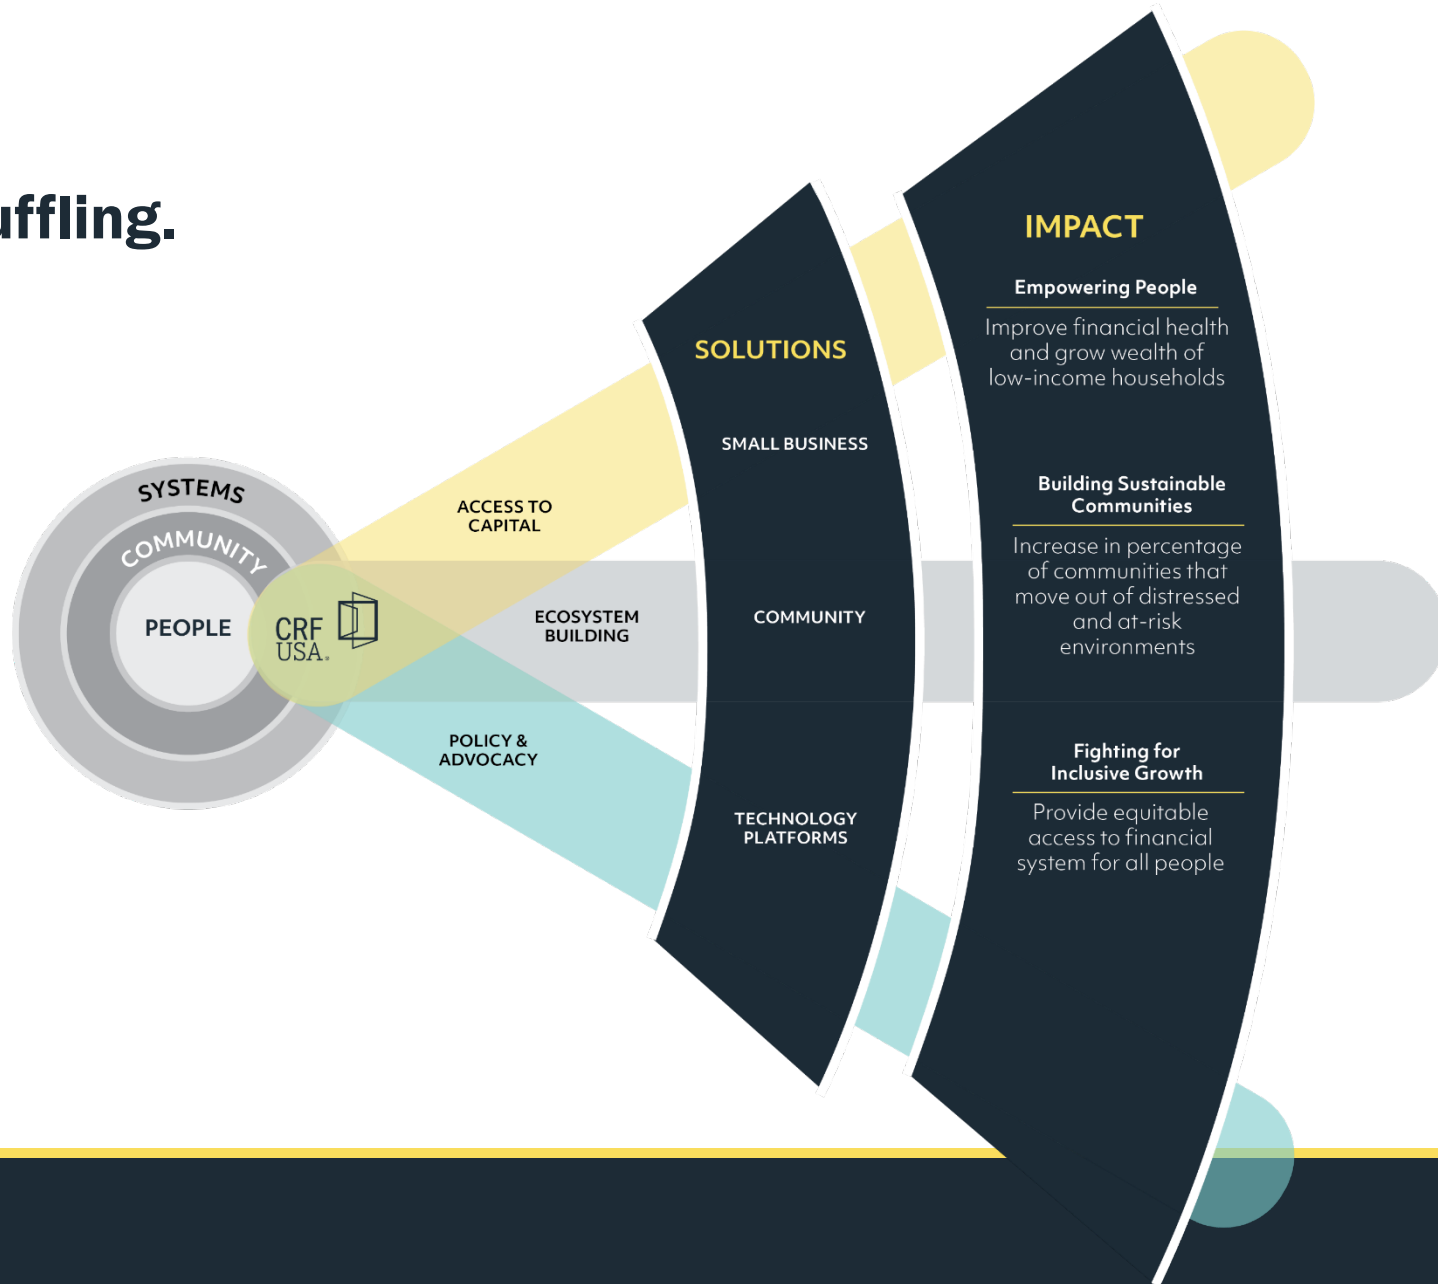 uffling.
SYSTEMS
COMMUNITY
PEOPLE
CRF
USA.
ACCESS TO
CAPITAL
ECOSYSTEM
BUILDING
POLICY &
ADVOCACY
SOLUTIONS
SMALL BUSINESS
COMMUNITY
TECHNOLOGY
PLATFORMS
IMPACT
Empowering People
Improve financial health
and grow wealth of
low-income households
Building Sustainable
Communities
Increase in percentage
of communities that
move out of distressed
and at-risk
environments
Fighting for
Inclusive Growth
Provide equitable
access to financial
system for all people